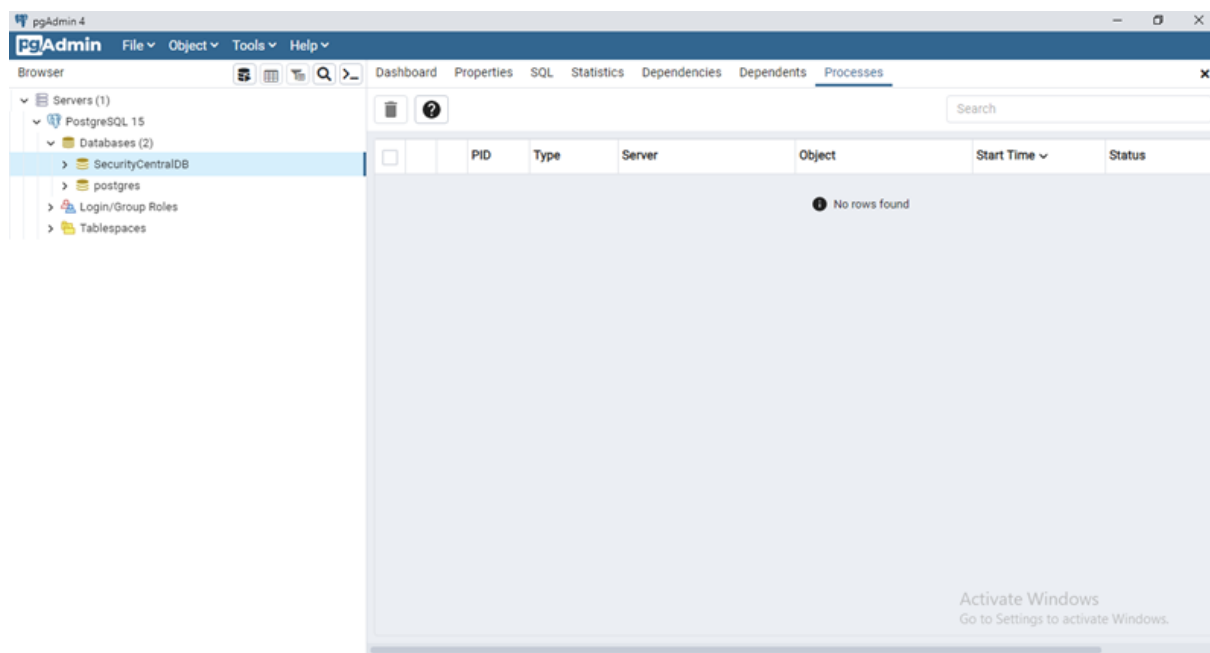 pgAdmin 4
pgAdmin File Object Tools Help
Browser
Dashboard Properties SQL Statistics Dependencies Dependents Processes
Servers (1)
PostgreSQL 15
Databases (2)
SecurityCentralDB
postgres
Login/Group Roles
Tablespaces
Search
PID Type Server Object Start Time Status
No rows found
Activate Windows
Go to Settings to activate Windows.